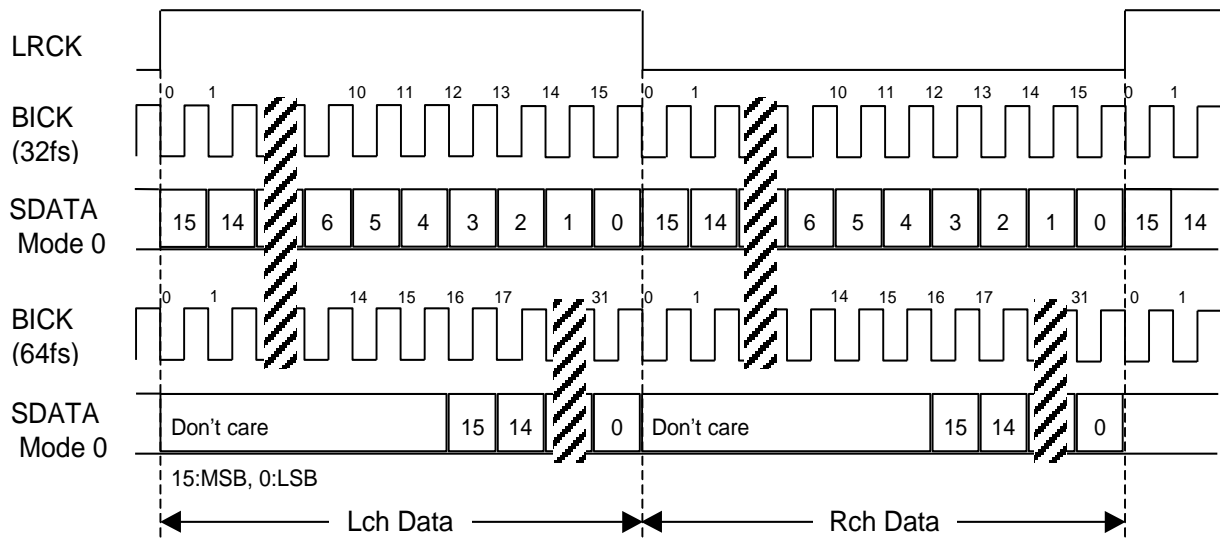 LRCK
0 1 10 11 12 13 14 15 0 1 10 11 12 13 14 15 0 1
BICK
(32fs)
SDATA
Mode 0
15 14 6 5 4 3 2 1 0 15 14 6 5 4 3 2 1 0 15 14
0 1 14 15 16 17 31 0 1 14 15 16 17 31 0 1
BICK
(64fs)
SDATA
Mode 0
Don't care 15 14 0 Don't care 15 14 0
15:MSB, 0:LSB
Lch Data Rch Data